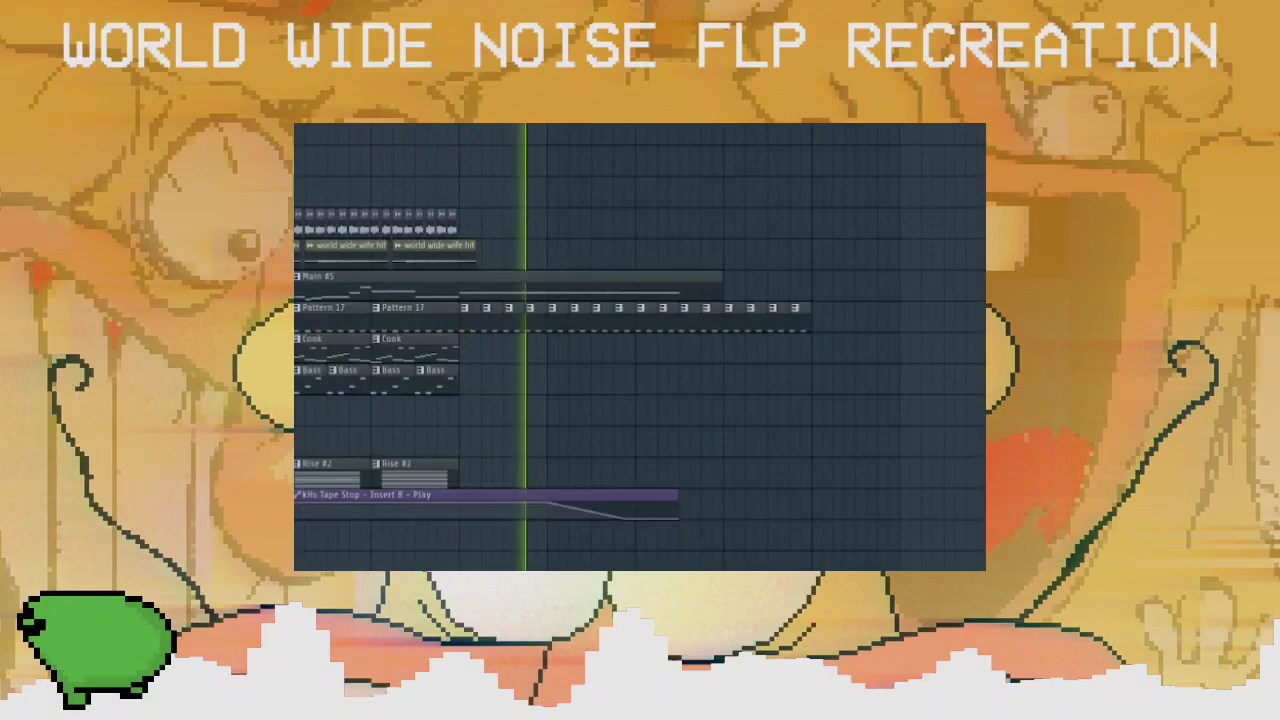 WORLD WIDE NOISE FLP RECREATION
world wide wife hit world wide wife hit
Main #5
Pattern 17 Pattern 17
Cook Cook
Bass Bass Bass Bass
Rise #2 Rise #2
kHs Tape Stop - Insert 8 - Play